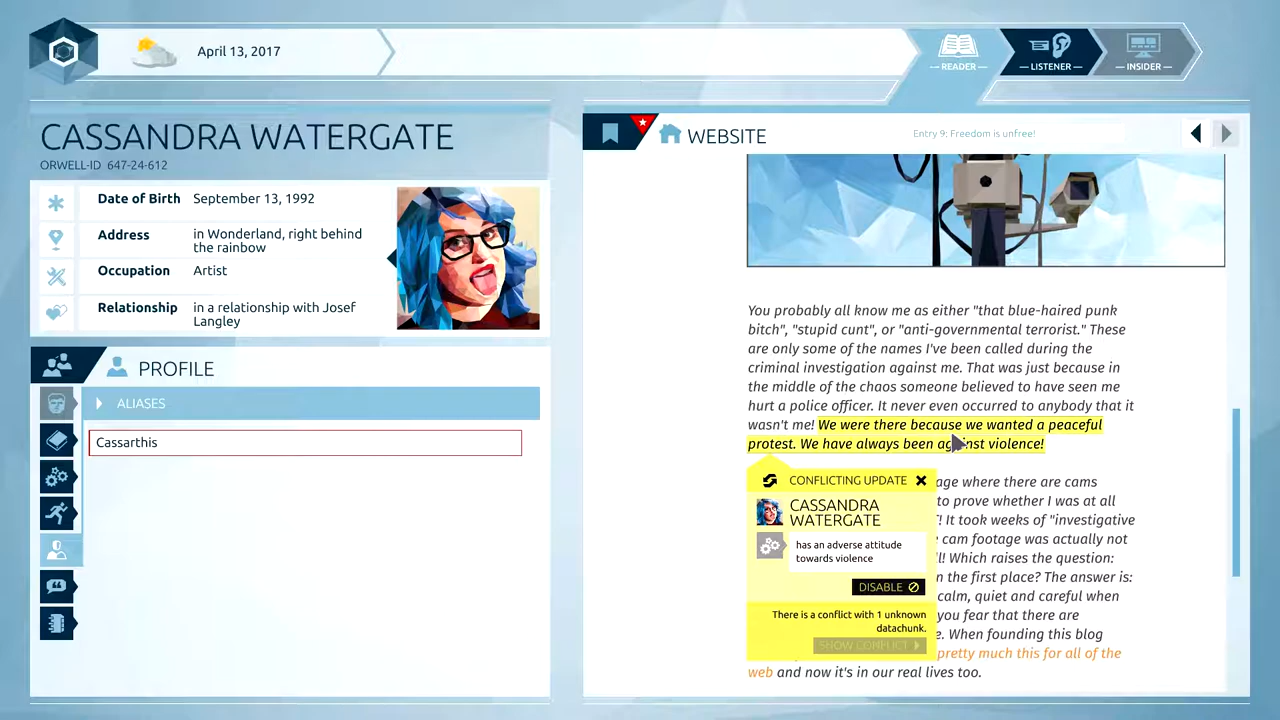 April 13, 2017
READER
LISTENER
INSIDER
CASSANDRA WATERGATE
ORWELL-ID 647-24-612
Date of Birth September 13, 1992
Address in Wonderland, right behind
the rainbow
Occupation Artist
Relationship in a relationship with Josef
Langley
PROFILE
ALIASES
Cassarthis
WEBSITE
Entry 9: Freedom is unfree!
You probably all know me as either "that blue-haired punk
bitch", "stupid cunt", or "anti-governmental terrorist." These
are only some of the names I've been called during the
criminal investigation against me. That was just because in
the middle of the chaos someone believed to have seen me
hurt a police officer. It never even occurred to anybody that it
wasn't me! We were there because we wanted a peaceful
protest. We have always been against violence!
age where there are cams
to prove whether I was at all
! It took weeks of "investigative
cam footage was actually not
! Which raises the question:
n the first place? The answer is:
calm, quiet and careful when
you fear that there are
e. When founding this blog
pretty much this for all of the
web and now it's in our real lives too.
CONFLICTING UPDATE
CASSANDRA
WATERGATE
has an adverse attitude
towards violence
DISABLE
There is a conflict with 1 unknown
datachunk.
SHOW CONFLICT